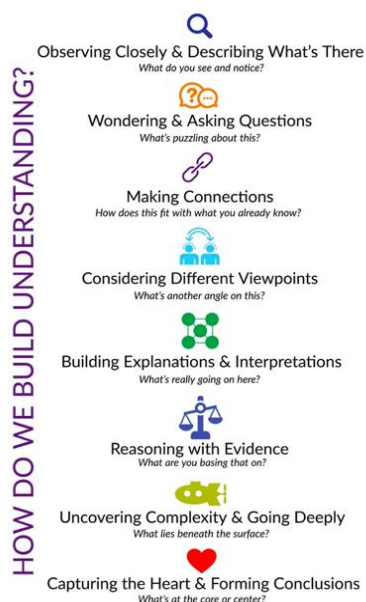 HOW DO WE BUILD UNDERSTANDING?
Observing Closely & Describing What's There
What do you see and notice?
Wondering & Asking Questions
What's puzzling about this?
Making Connections
How does this fit with what you already know?
Considering Different Viewpoints
What's another angle on this?
Building Explanations & Interpretations
What's really going on here?
Reasoning with Evidence
What are you basing that on?
Uncovering Complexity & Going Deeply
What lies beneath the surface?
Capturing the Heart & Forming Conclusions
What's at the core or center?